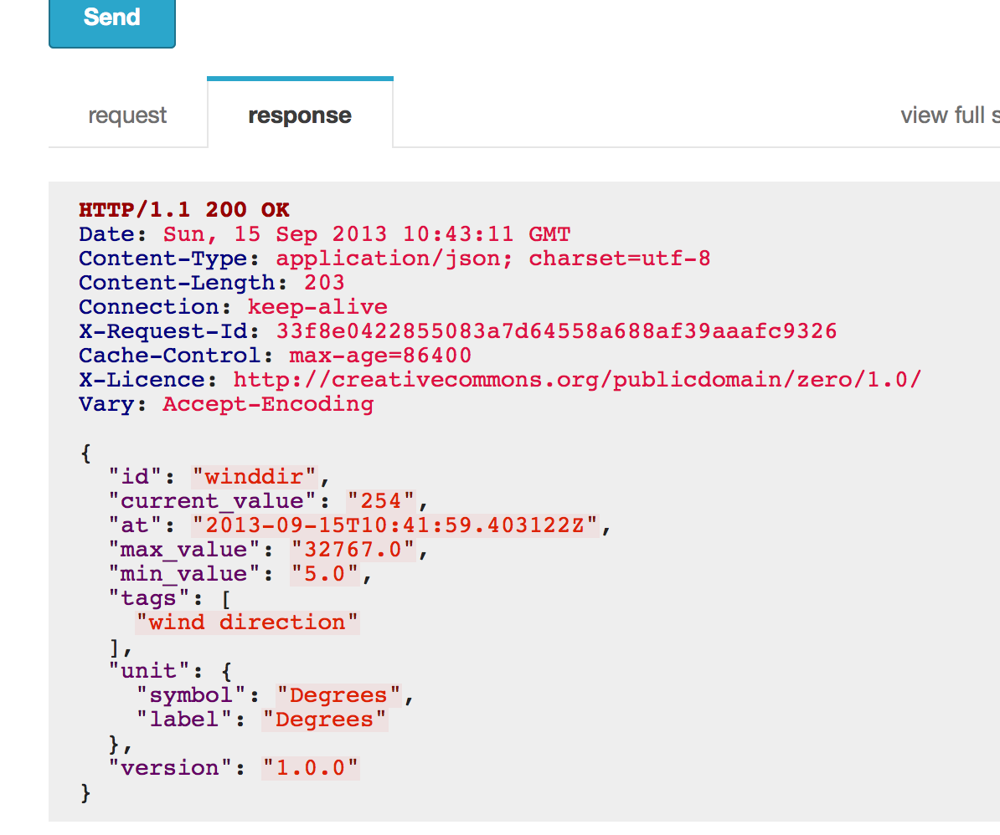 Send
request
response
view full s
HTTP/1.1 200 OK
Date: Sun, 15 Sep 2013 10:43:11 GMT
Content-Type: application/json; charset=utf-8
Content-Length: 203
Connection: keep-alive
X-Request-Id: 33f8e0422855083a7d64558a688af39aaafc9326
Cache-Control: max-age=86400
X-Licence: http://creativecommons.org/publicdomain/zero/1.0/
Vary: Accept-Encoding
{
  "id": "winddir",
  "current_value": "254",
  "at": "2013-09-15T10:41:59.403122Z",
  "max_value": "32767.0",
  "min_value": "5.0",
  "tags": [
    "wind direction"
  ],
  "unit": {
    "symbol": "Degrees",
    "label": "Degrees"
  },
  "version": "1.0.0"
}